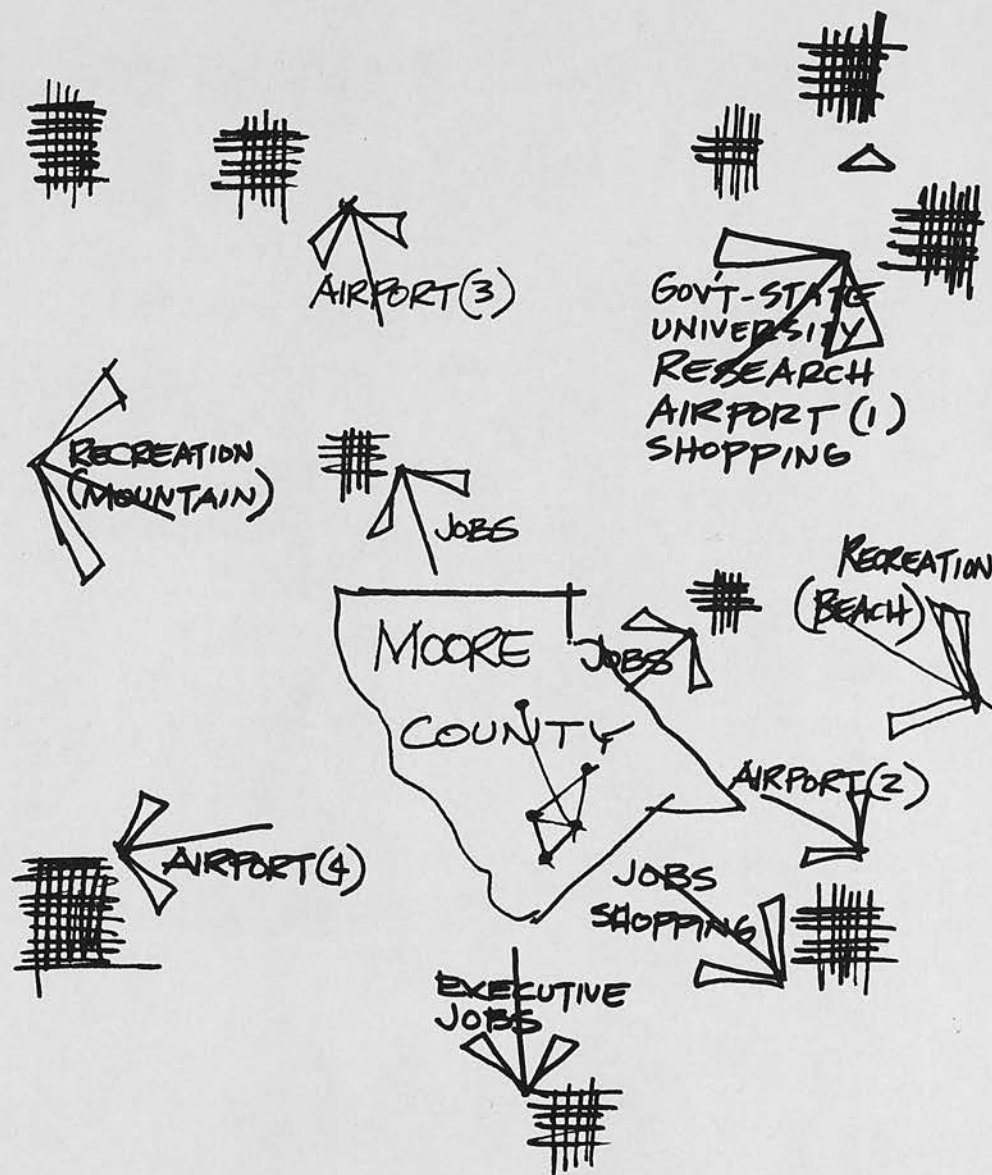 AIRPORT (3)
GOV'T-STATE
UNIVERSITY
RESEARCH
AIRPORT (1)
SHOPPING
RECREATION
(MOUNTAIN)
JOBS
RECREATION
(BEACH)
MOORE
COUNTY
JOBS
AIRPORT (2)
AIRPORT (4)
JOBS
SHOPPING
EXECUTIVE
JOBS